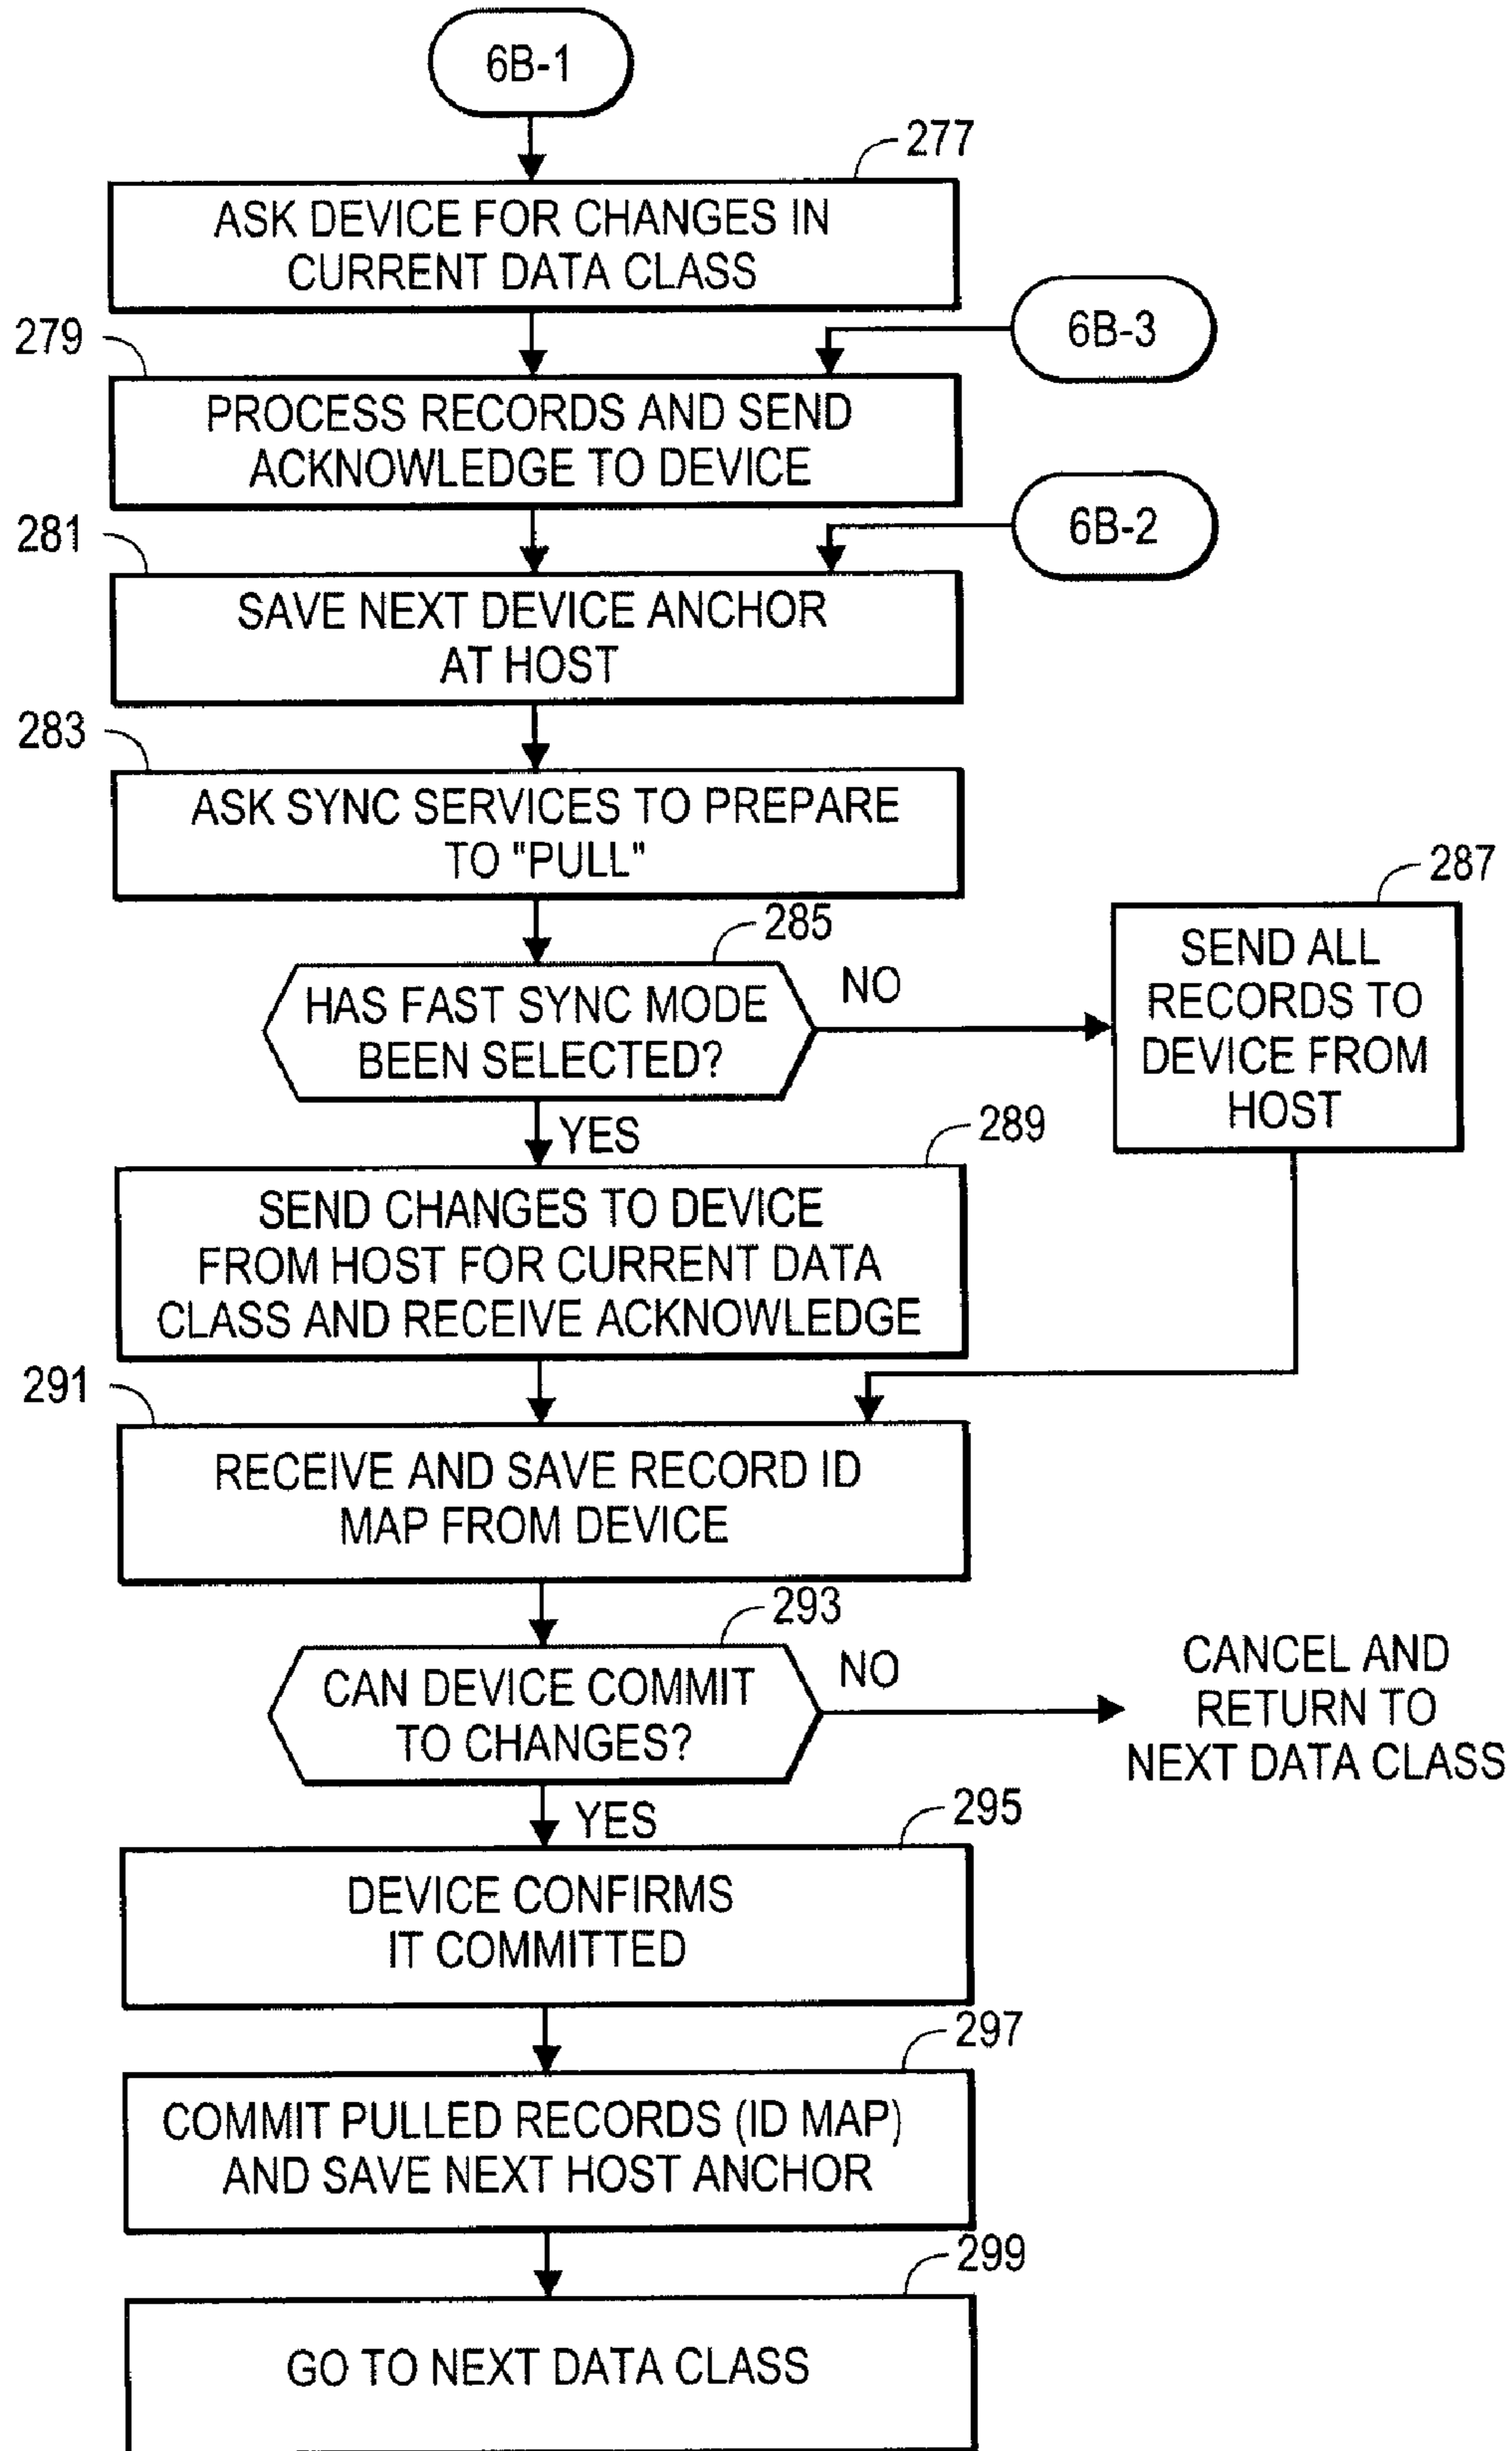 6B-1
277
ASK DEVICE FOR CHANGES IN
CURRENT DATA CLASS
279
6B-3
PROCESS RECORDS AND SEND
ACKNOWLEDGE TO DEVICE
281
6B-2
SAVE NEXT DEVICE ANCHOR
AT HOST
283
ASK SYNC SERVICES TO PREPARE
TO "PULL"
285
HAS FAST SYNC MODE
BEEN SELECTED?
NO
287
SEND ALL
RECORDS TO
DEVICE FROM
HOST
YES
289
SEND CHANGES TO DEVICE
FROM HOST FOR CURRENT DATA
CLASS AND RECEIVE ACKNOWLEDGE
291
RECEIVE AND SAVE RECORD ID
MAP FROM DEVICE
293
CAN DEVICE COMMIT
TO CHANGES?
NO
CANCEL AND
RETURN TO
NEXT DATA CLASS
YES
295
DEVICE CONFIRMS
IT COMMITTED
297
COMMIT PULLED RECORDS (ID MAP)
AND SAVE NEXT HOST ANCHOR
299
GO TO NEXT DATA CLASS